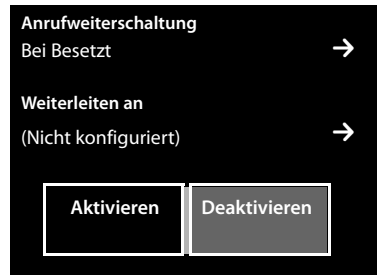 Anrufweiterschaltung
Bei Besetzt
Weiterleiten an
(Nicht konfiguriert)
Aktivieren Deaktivieren